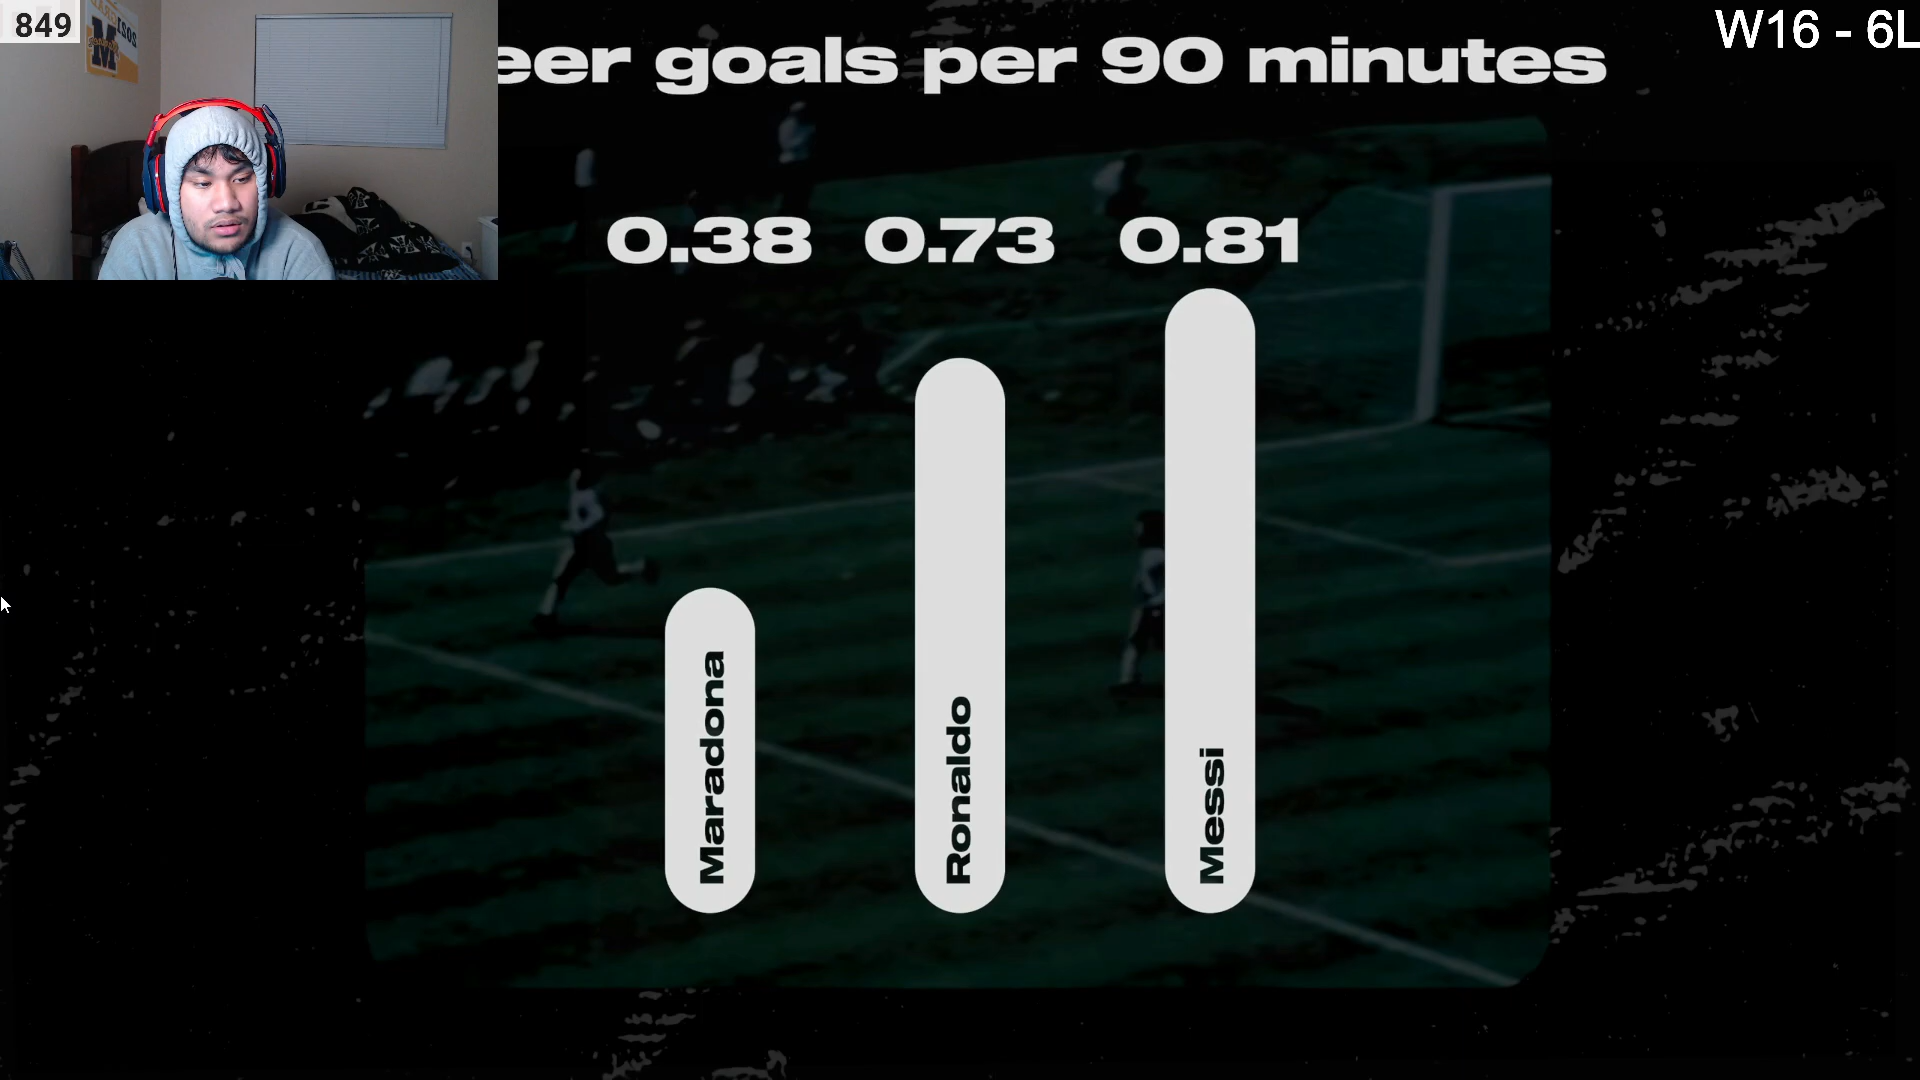 849
W16 - 6L
eer goals per 90 minutes
0.38 0.73 0.81
Maradona
Ronaldo
Messi